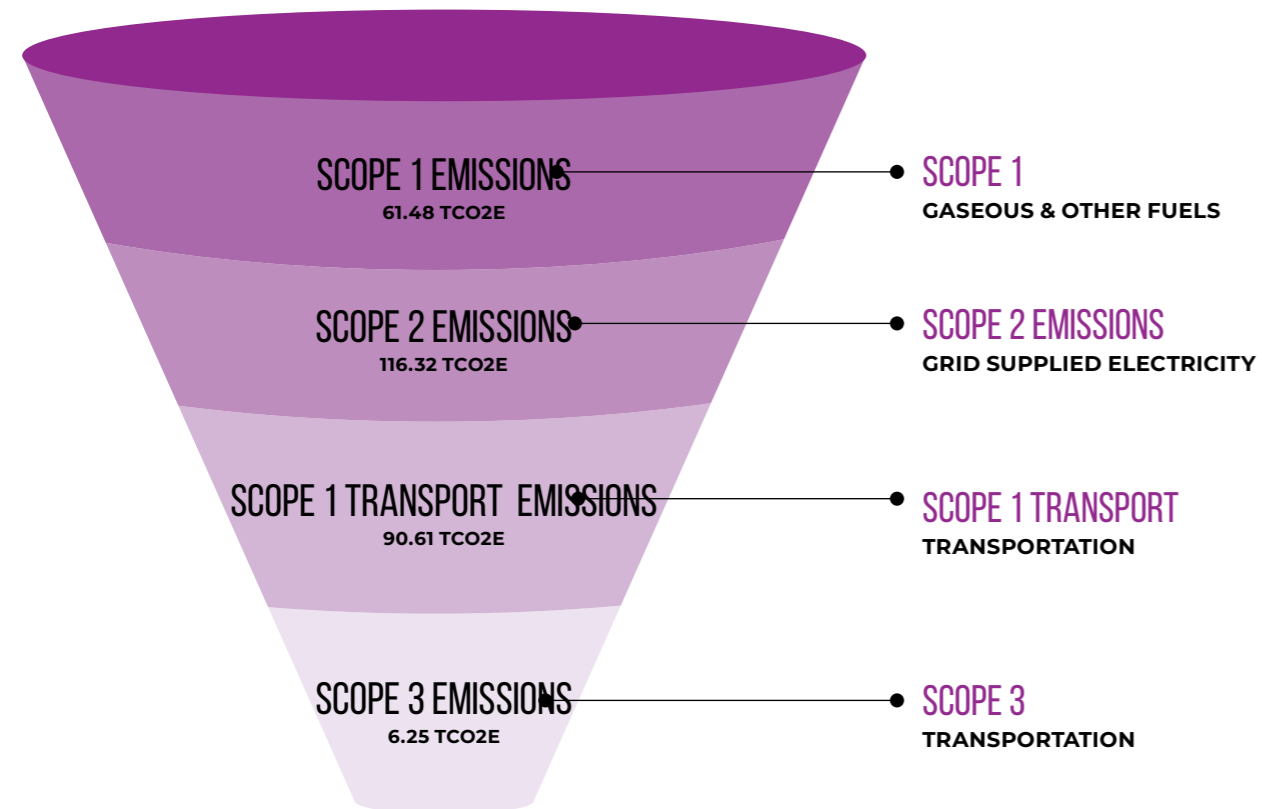 SCOPE 1 EMISSIONS
61.48 TCO2E
SCOPE 1
GASEOUS & OTHER FUELS
SCOPE 2 EMISSIONS
116.32 TCO2E
SCOPE 2 EMISSIONS
GRID SUPPLIED ELECTRICITY
SCOPE 1 TRANSPORT EMISSIONS
90.61 TCO2E
SCOPE 1 TRANSPORT
TRANSPORTATION
SCOPE 3 EMISSIONS
6.25 TCO2E
SCOPE 3
TRANSPORTATION